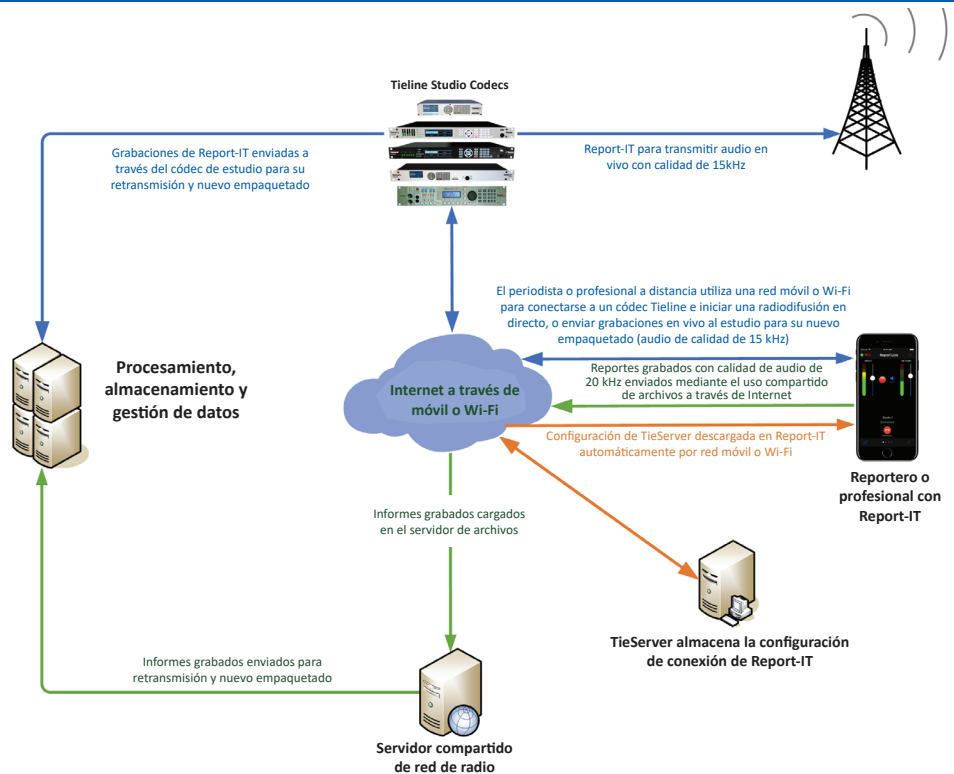 Tieline Studio Codecs
Grabaciones de Report-IT enviadas a
través del códec de estudio para su
retransmisión y nuevo empaquetado
Report-IT para transmitir audio en
vivo con calidad de 15kHz
El periodista o profesional a distancia utiliza una red móvil o Wi-Fi
para conectarse a un códec Tieline e iniciar una radiodifusión en
directo, o enviar grabaciones en vivo al estudio para su nuevo
empaquetado (audio de calidad de 15 kHz)
Procesamiento,
almacenamiento y
gestión de datos
Internet a través de
móvil o Wi-Fi
Reportes grabados con calidad de audio de
20 kHz enviados mediante el uso compartido
de archivos a través de Internet
Configuración de TieServer descargada en Report-IT
automáticamente por red móvil o Wi-Fi
Report Live
Reportero o
profesional con
Report-IT
Informes grabados cargados
en el servidor de archivos
TieServer almacena la configuración
de conexión de Report-IT
Informes grabados enviados para
retransmisión y nuevo empaquetado
Servidor compartido
de red de radio